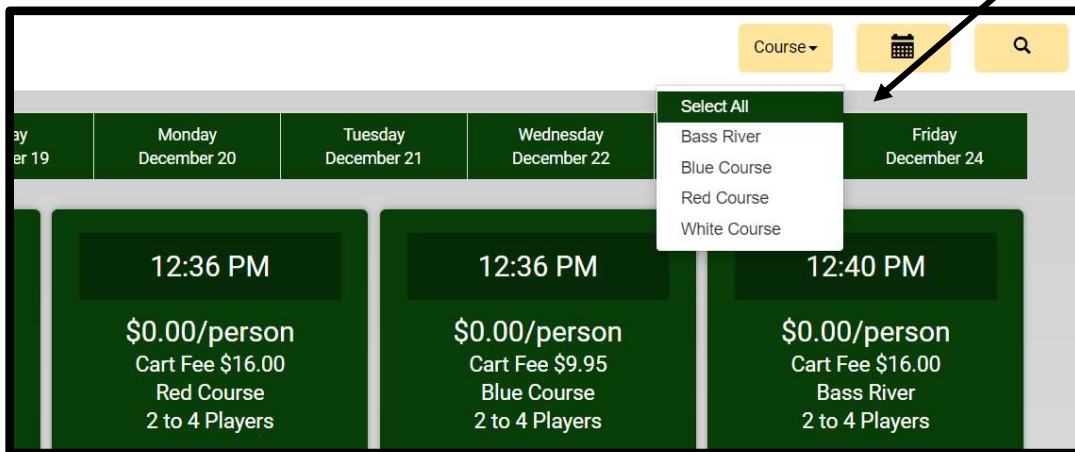 Course
Select All
Bass River
Blue Course
Red Course
White Course
ay
er 19
Monday
December 20
Tuesday
December 21
Wednesday
December 22
Friday
December 24
12:36 PM
$0.00/person
Cart Fee $16.00
Red Course
2 to 4 Players
12:36 PM
$0.00/person
Cart Fee $9.95
Blue Course
2 to 4 Players
12:40 PM
$0.00/person
Cart Fee $16.00
Bass River
2 to 4 Players